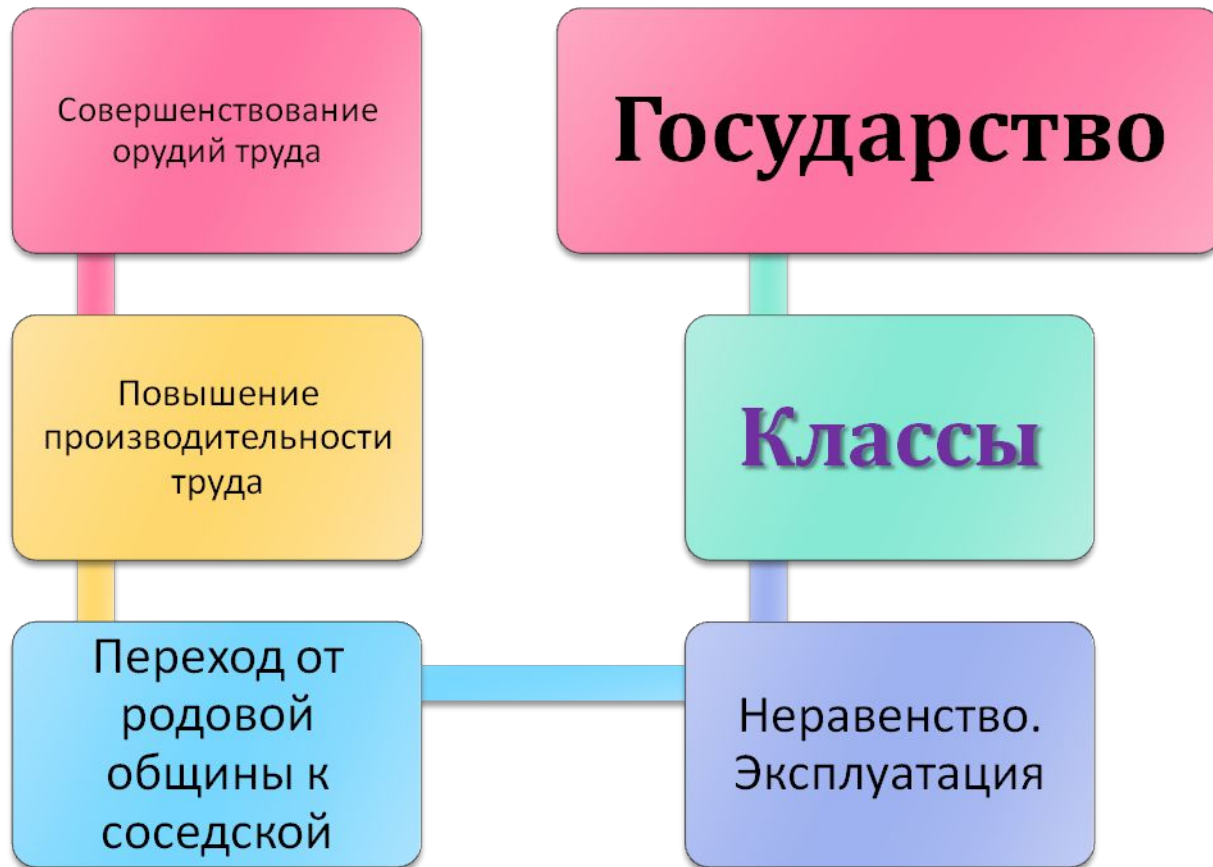 Совершенствование
орудий труда
Повышение
производительности
труда
Переход от
родовой
общины к
соседской
Неравенство.
Эксплуатация
Классы
Государство